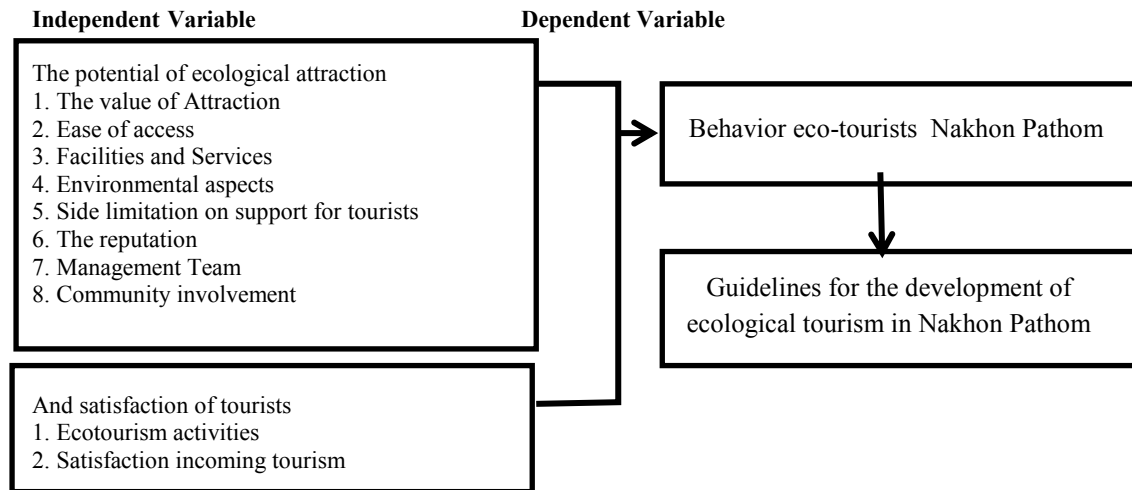 Independent Variable
Dependent Variable
The potential of ecological attraction
1. The value of Attraction
2. Ease of access
3. Facilities and Services
4. Environmental aspects
5. Side limitation on support for tourists
6. The reputation
7. Management Team
8. Community involvement
And satisfaction of tourists
1. Ecotourism activities
2. Satisfaction incoming tourism
Behavior eco-tourists Nakhon Pathom
Guidelines for the development of
ecological tourism in Nakhon Pathom